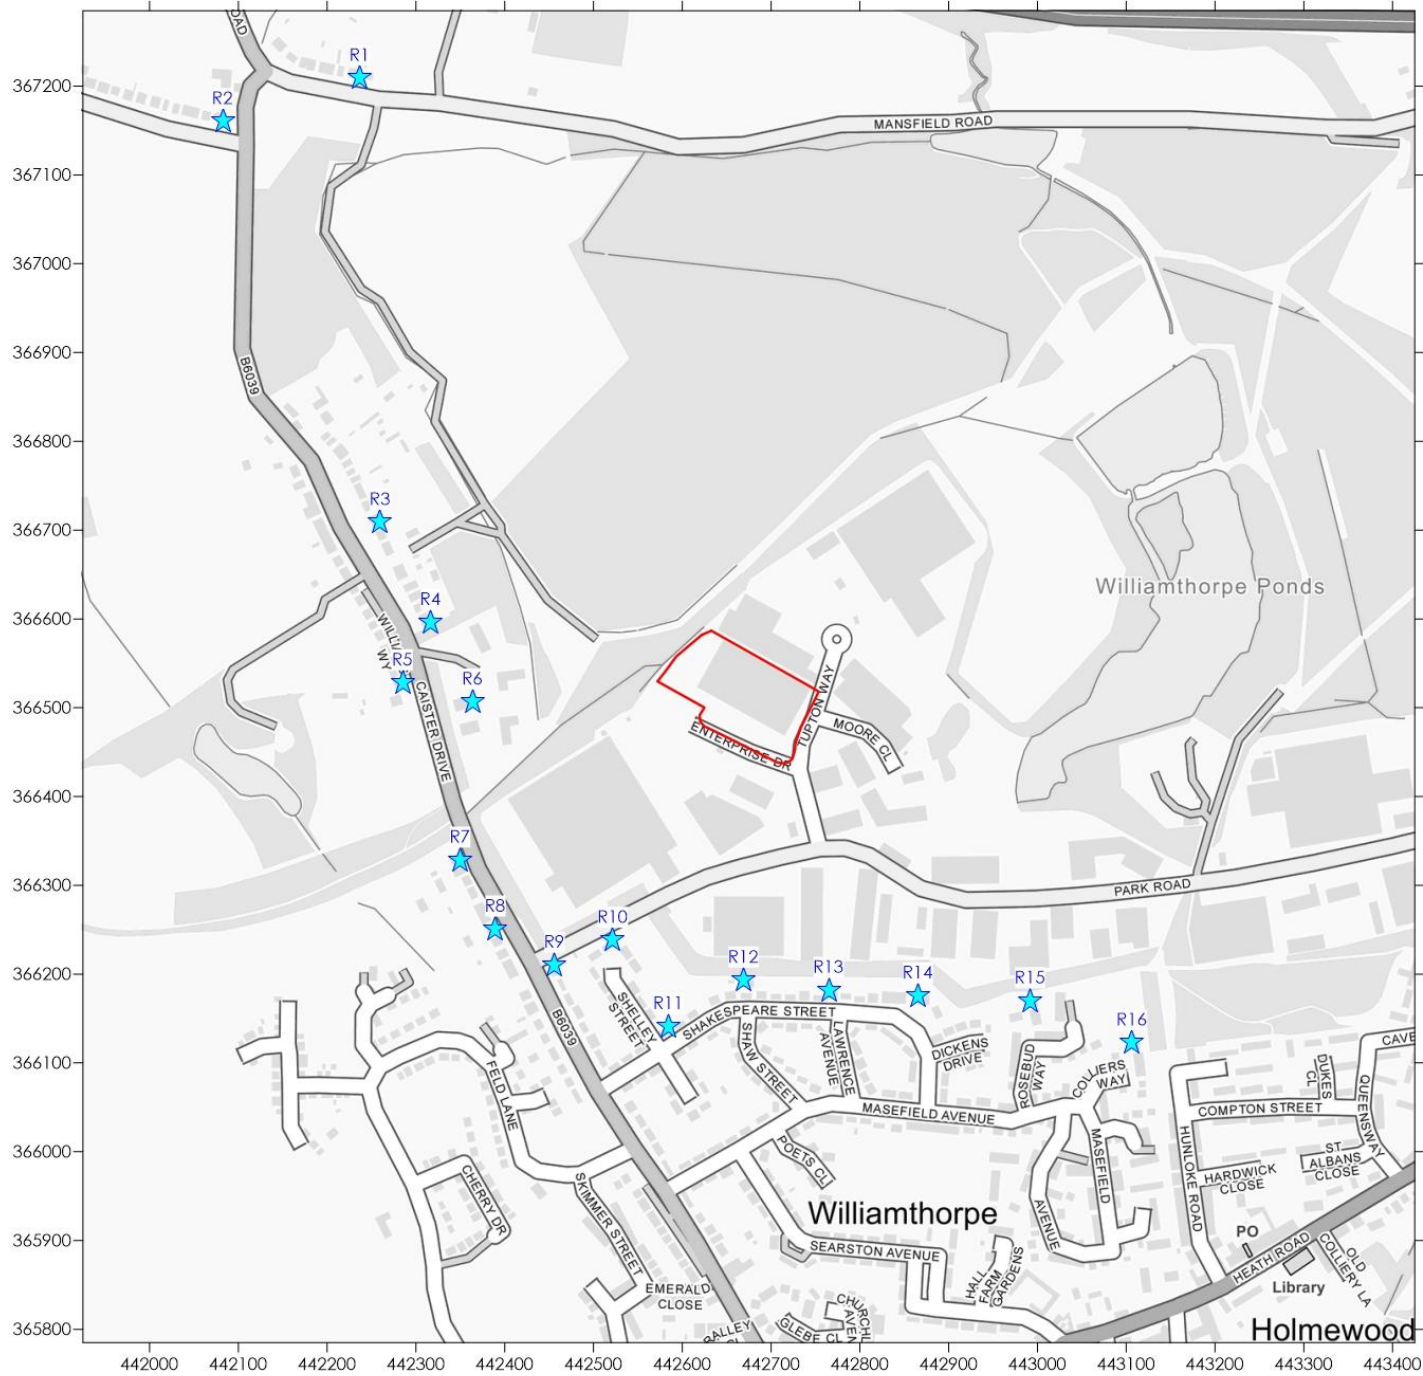 OAD
R1
367200
R2
MANSFIELD ROAD
367100
367000
366900
B6039
366800
R3
366700
Williamthorpe Ponds
R4
366600
WY
R5
R6
TUPTON WAY
CAISTER DRIVE
366500
MOORE CL
ENTERPRISE DR
366400
R7
366300
PARK ROAD
R8
R10
R9
R12
R13
R14
R15
366200
R11
SHELLEY
STREET
SHAKESPEARE STREET
R16
B6039
366100
SHAW STREET
LAWRENCE
AVENUE
DICKENS
DRIVE
ROSEBUD
WAY
COLLIERS
WAY
CAVE
DUKES
CL
QUEENSWAY
FELD LANE
MASEFIELD AVENUE
COMPTON STREET
366000
POETS CL
MASEFIELD
AVENUE
HUNLOKE ROAD
HARDWICK
CLOSE
ST
ALBANS
CLOSE
CHERRY DR
SKIMMER STREET
Williamthorpe
365900
SEARSTON AVENUE
PO
HEATH ROAD
OLD
COLLIERY LA
Library
HALL
FARM
GARDENS
EMERALD
CLOSE
365800
GLEBE CL
Holmewood
442000 442100 442200 442300 442400 442500 442600 442700 442800 442900 443000 443100 443200 443300 443400